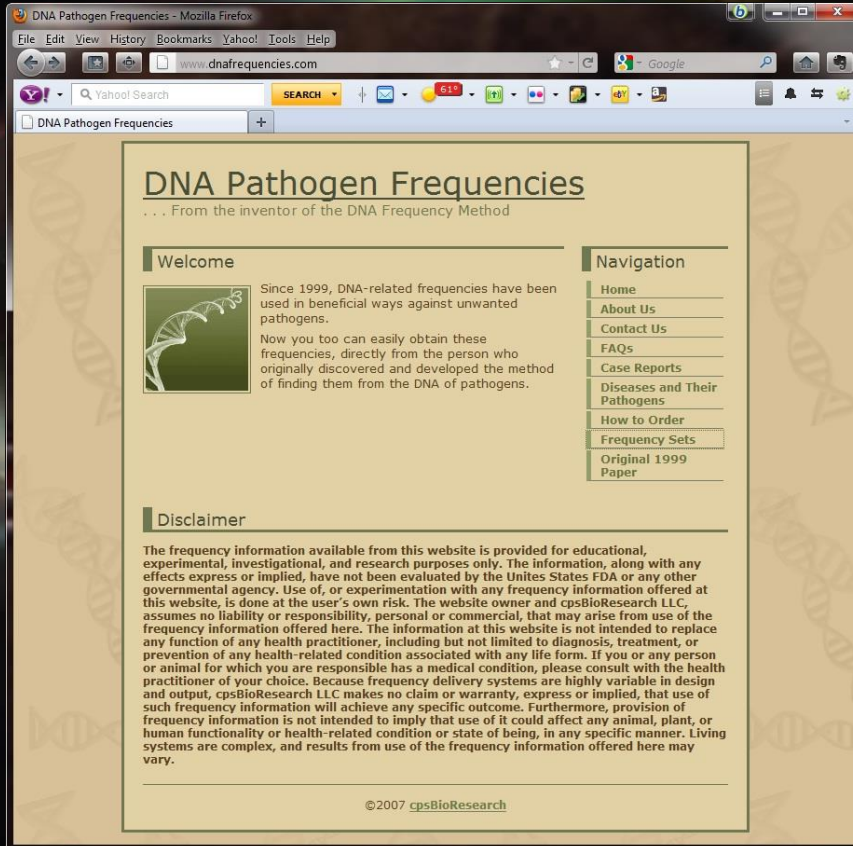 DNA Pathogen Frequencies - Mozilla Firefox
File Edit View History Bookmarks Yahoo! Tools Help
www.dnafrequencies.com
Google
Y!
Yahoo! Search
SEARCH
61°
DNA Pathogen Frequencies
DNA Pathogen Frequencies
. . . From the inventor of the DNA Frequency Method
Welcome
Since 1999, DNA-related frequencies have been
used in beneficial ways against unwanted
pathogens.
Now you too can easily obtain these
frequencies, directly from the person who
originally discovered and developed the method
of finding them from the DNA of pathogens.
Navigation
Home
About Us
Contact Us
FAQs
Case Reports
Diseases and Their
Pathogens
How to Order
Frequency Sets
Original 1999
Paper
Disclaimer
The frequency information available from this website is provided for educational,
experimental, investigational, and research purposes only. The information, along with any
effects express or implied, have not been evaluated by the Unites States FDA or any other
governmental agency. Use of, or experimentation with any frequency information offered at
this website, is done at the user's own risk. The website owner and cpsBioResearch LLC,
assumes no liability or responsibility, personal or commercial, that may arise from use of the
frequency information offered here. The information at this website is not intended to replace
any function of any health practitioner, including but not limited to diagnosis, treatment, or
prevention of any health-related condition associated with any life form. If you or any person
or animal for which you are responsible has a medical condition, please consult with the health
practitioner of your choice. Because frequency delivery systems are highly variable in design
and output, cpsBioResearch LLC makes no claim or warranty, express or implied, that use of
such frequency information will achieve any specific outcome. Furthermore, provision of
frequency information is not intended to imply that use of it could affect any animal, plant, or
human functionality or health-related condition or state of being, in any specific manner. Living
systems are complex, and results from use of the frequency information offered here may
vary.
©2007 cpsBioResearch